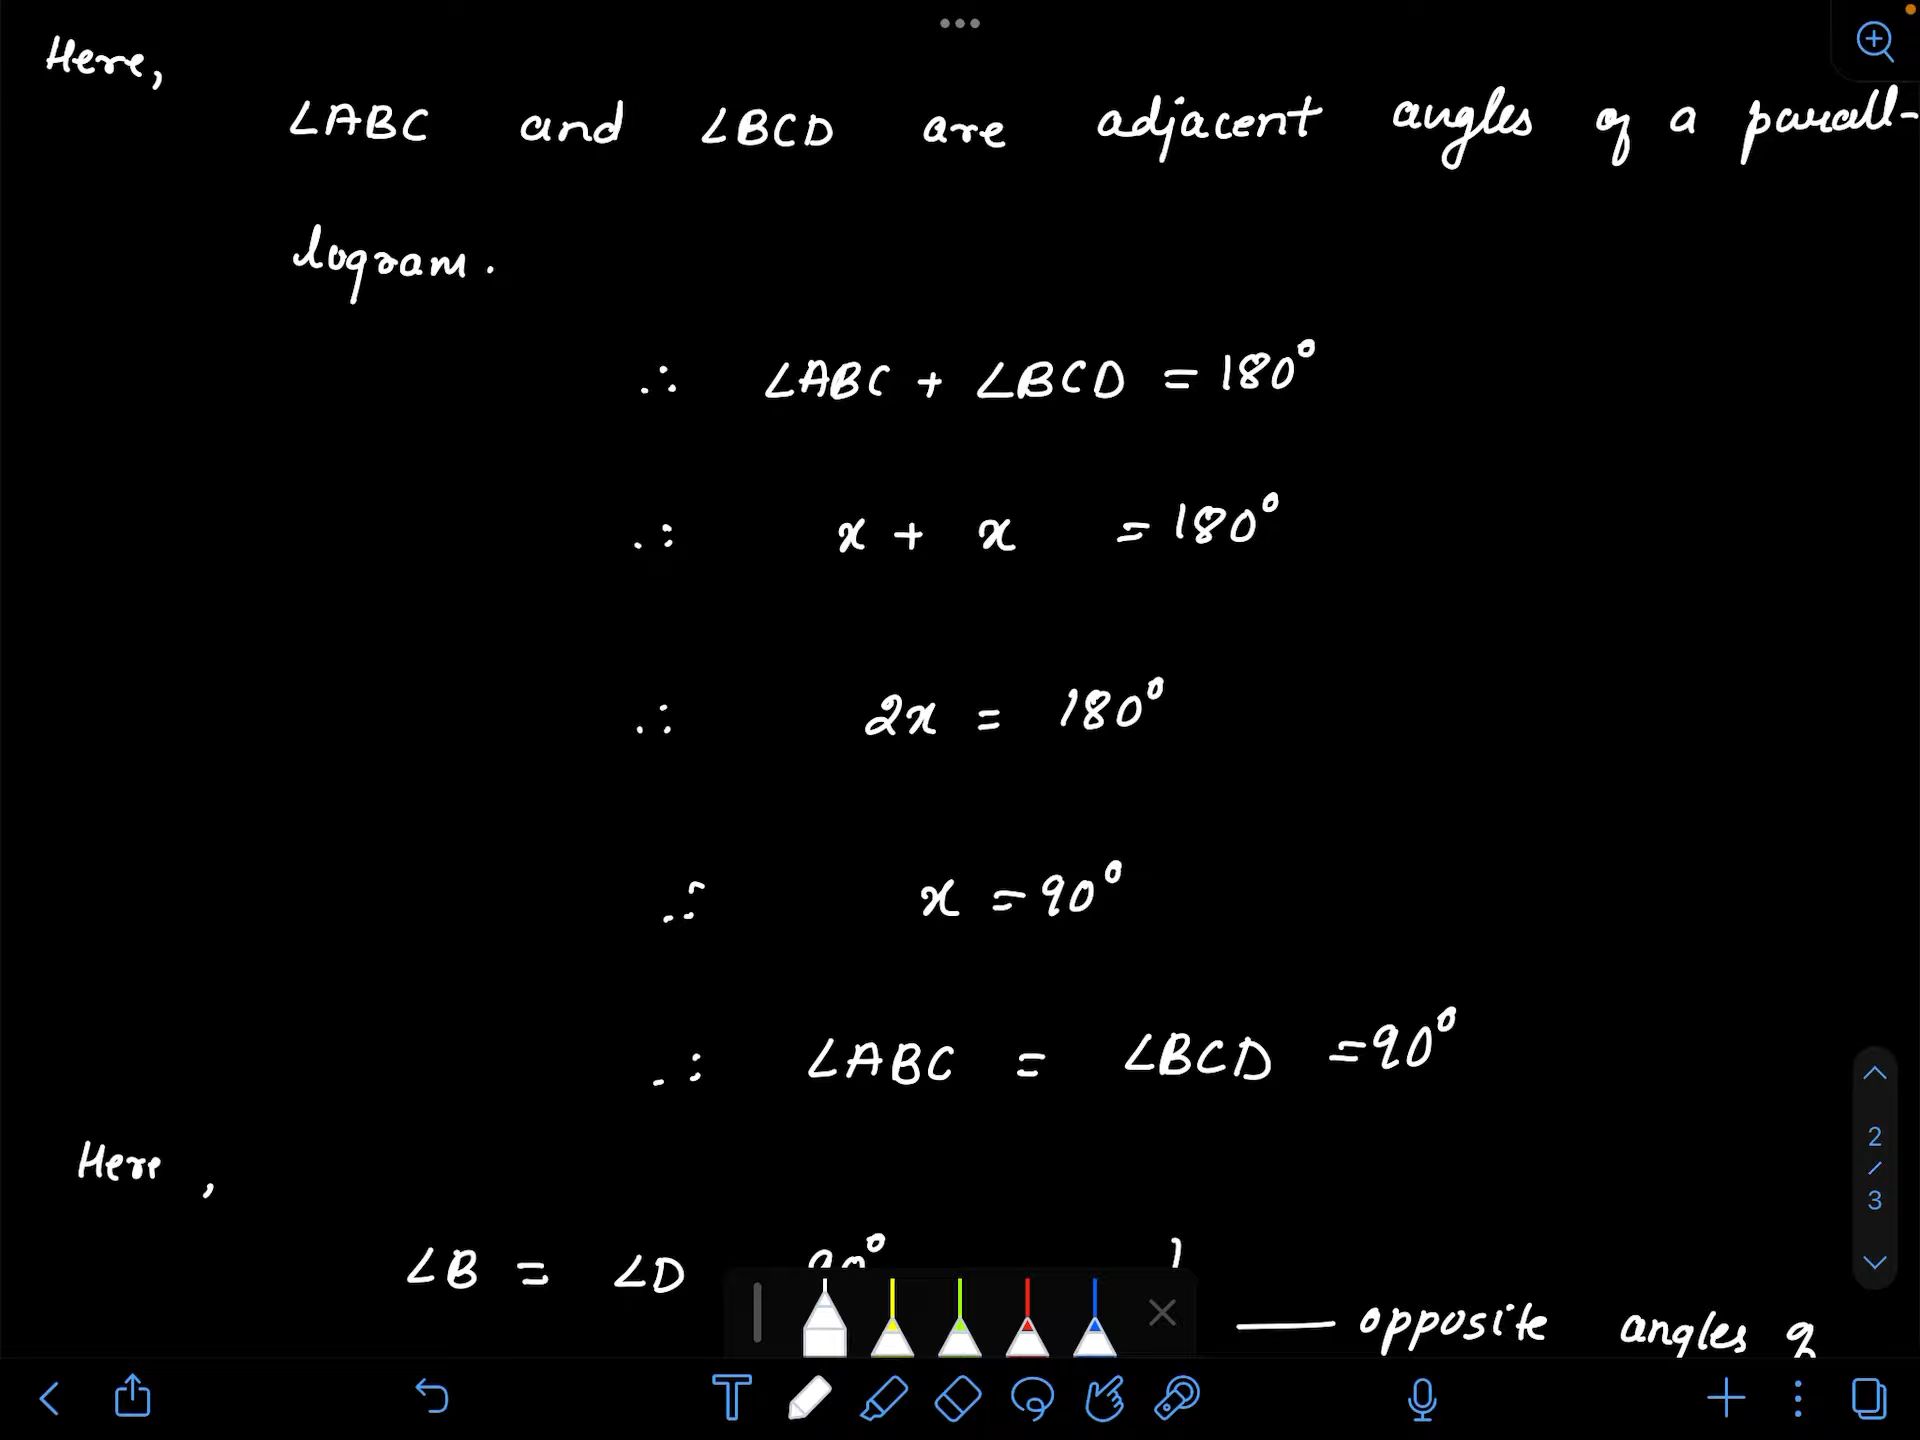 Here,
∠ABC and ∠BCD are adjacent angles of a parall-
logram.
∴ ∠ABC + ∠BCD = 180°
∴ x + x = 180°
∴ 2x = 180°
∴ x = 90°
∴ ∠ABC = ∠BCD = 90°
Here,
∠B = ∠D 90°
opposite angles
2
/
3
T